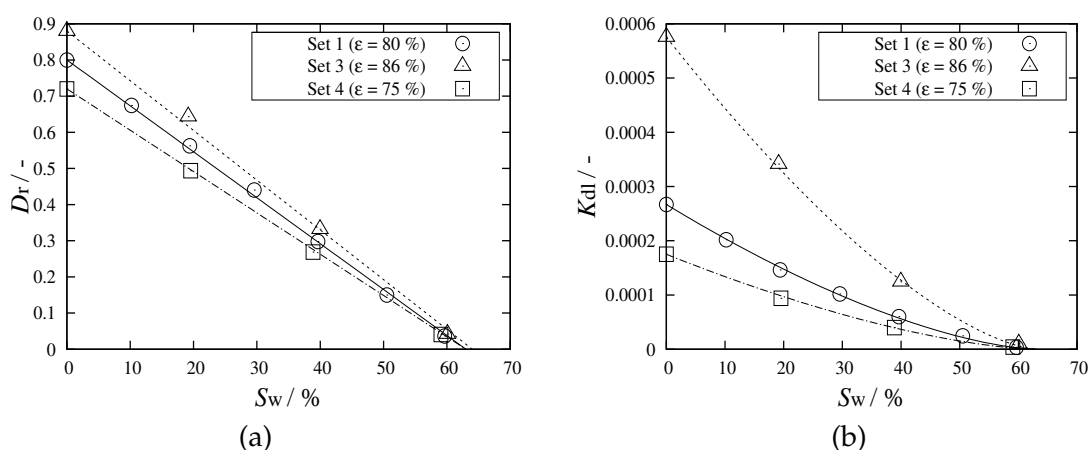 0.9
0.8
0.7
0.6
0.5
0.4
0.3
0.2
0.1
0
Dr / -
0 10 20 30 40 50 60 70
Sw / %
Set 1 (ε = 80 %)
Set 3 (ε = 86 %)
Set 4 (ε = 75 %)
(a)
0.0006
0.0005
0.0004
0.0003
0.0002
0.0001
0
Kdl / -
0 10 20 30 40 50 60 70
Sw / %
Set 1 (ε = 80 %)
Set 3 (ε = 86 %)
Set 4 (ε = 75 %)
(b)